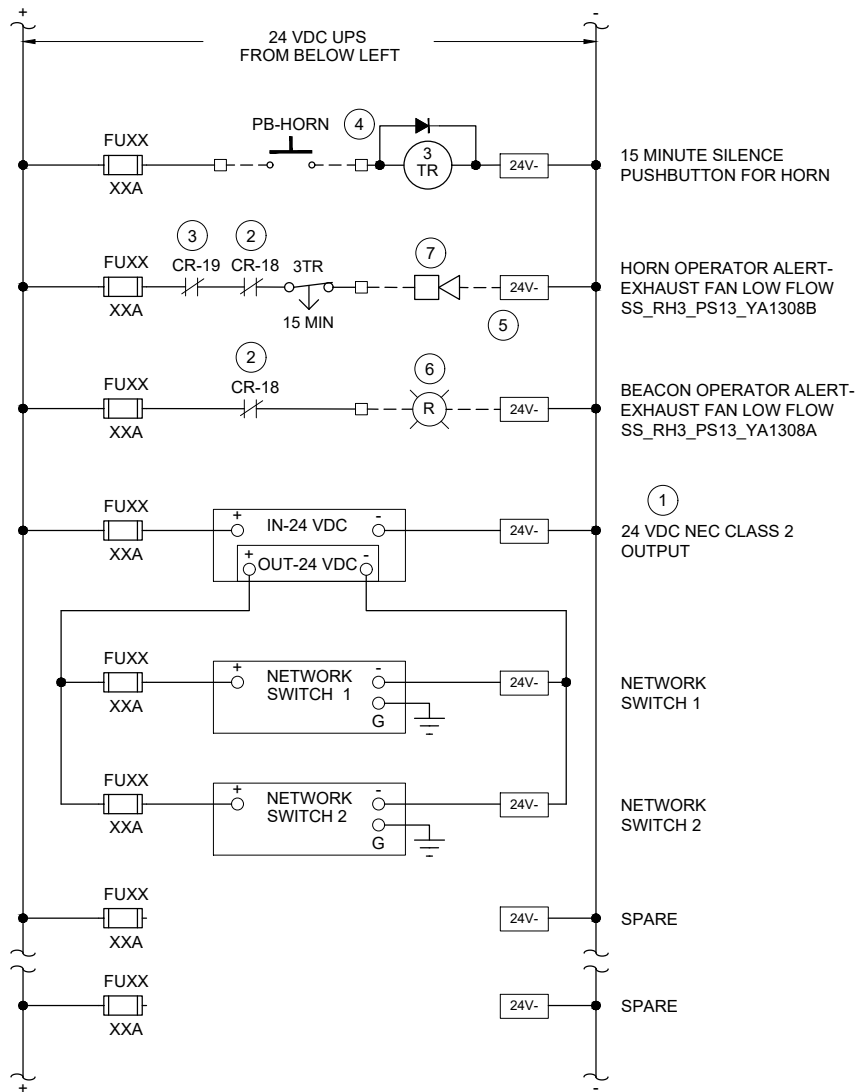 + -
24 VDC UPS
FROM BELOW LEFT
FUXX
XXA
PB-HORN
4
3
TR
24V-
15 MINUTE SILENCE
PUSHBUTTON FOR HORN
FUXX
XXA
3
CR-19
2
CR-18
3TR
15 MIN
7
5
24V-
HORN OPERATOR ALERT-
EXHAUST FAN LOW FLOW
SS_RH3_PS13_YA1308B
FUXX
XXA
2
CR-18
6
R
24V-
BEACON OPERATOR ALERT-
EXHAUST FAN LOW FLOW
SS_RH3_PS13_YA1308A
FUXX
XXA
+ IN-24 VDC -
+ OUT-24 VDC -
24V-
1
24 VDC NEC CLASS 2
OUTPUT
FUXX
XXA
+ NETWORK -
SWITCH 1
G
24V-
NETWORK
SWITCH 1
FUXX
XXA
+ NETWORK -
SWITCH 2
G
24V-
NETWORK
SWITCH 2
FUXX
XXA
24V-
SPARE
FUXX
XXA
24V-
SPARE
+ -